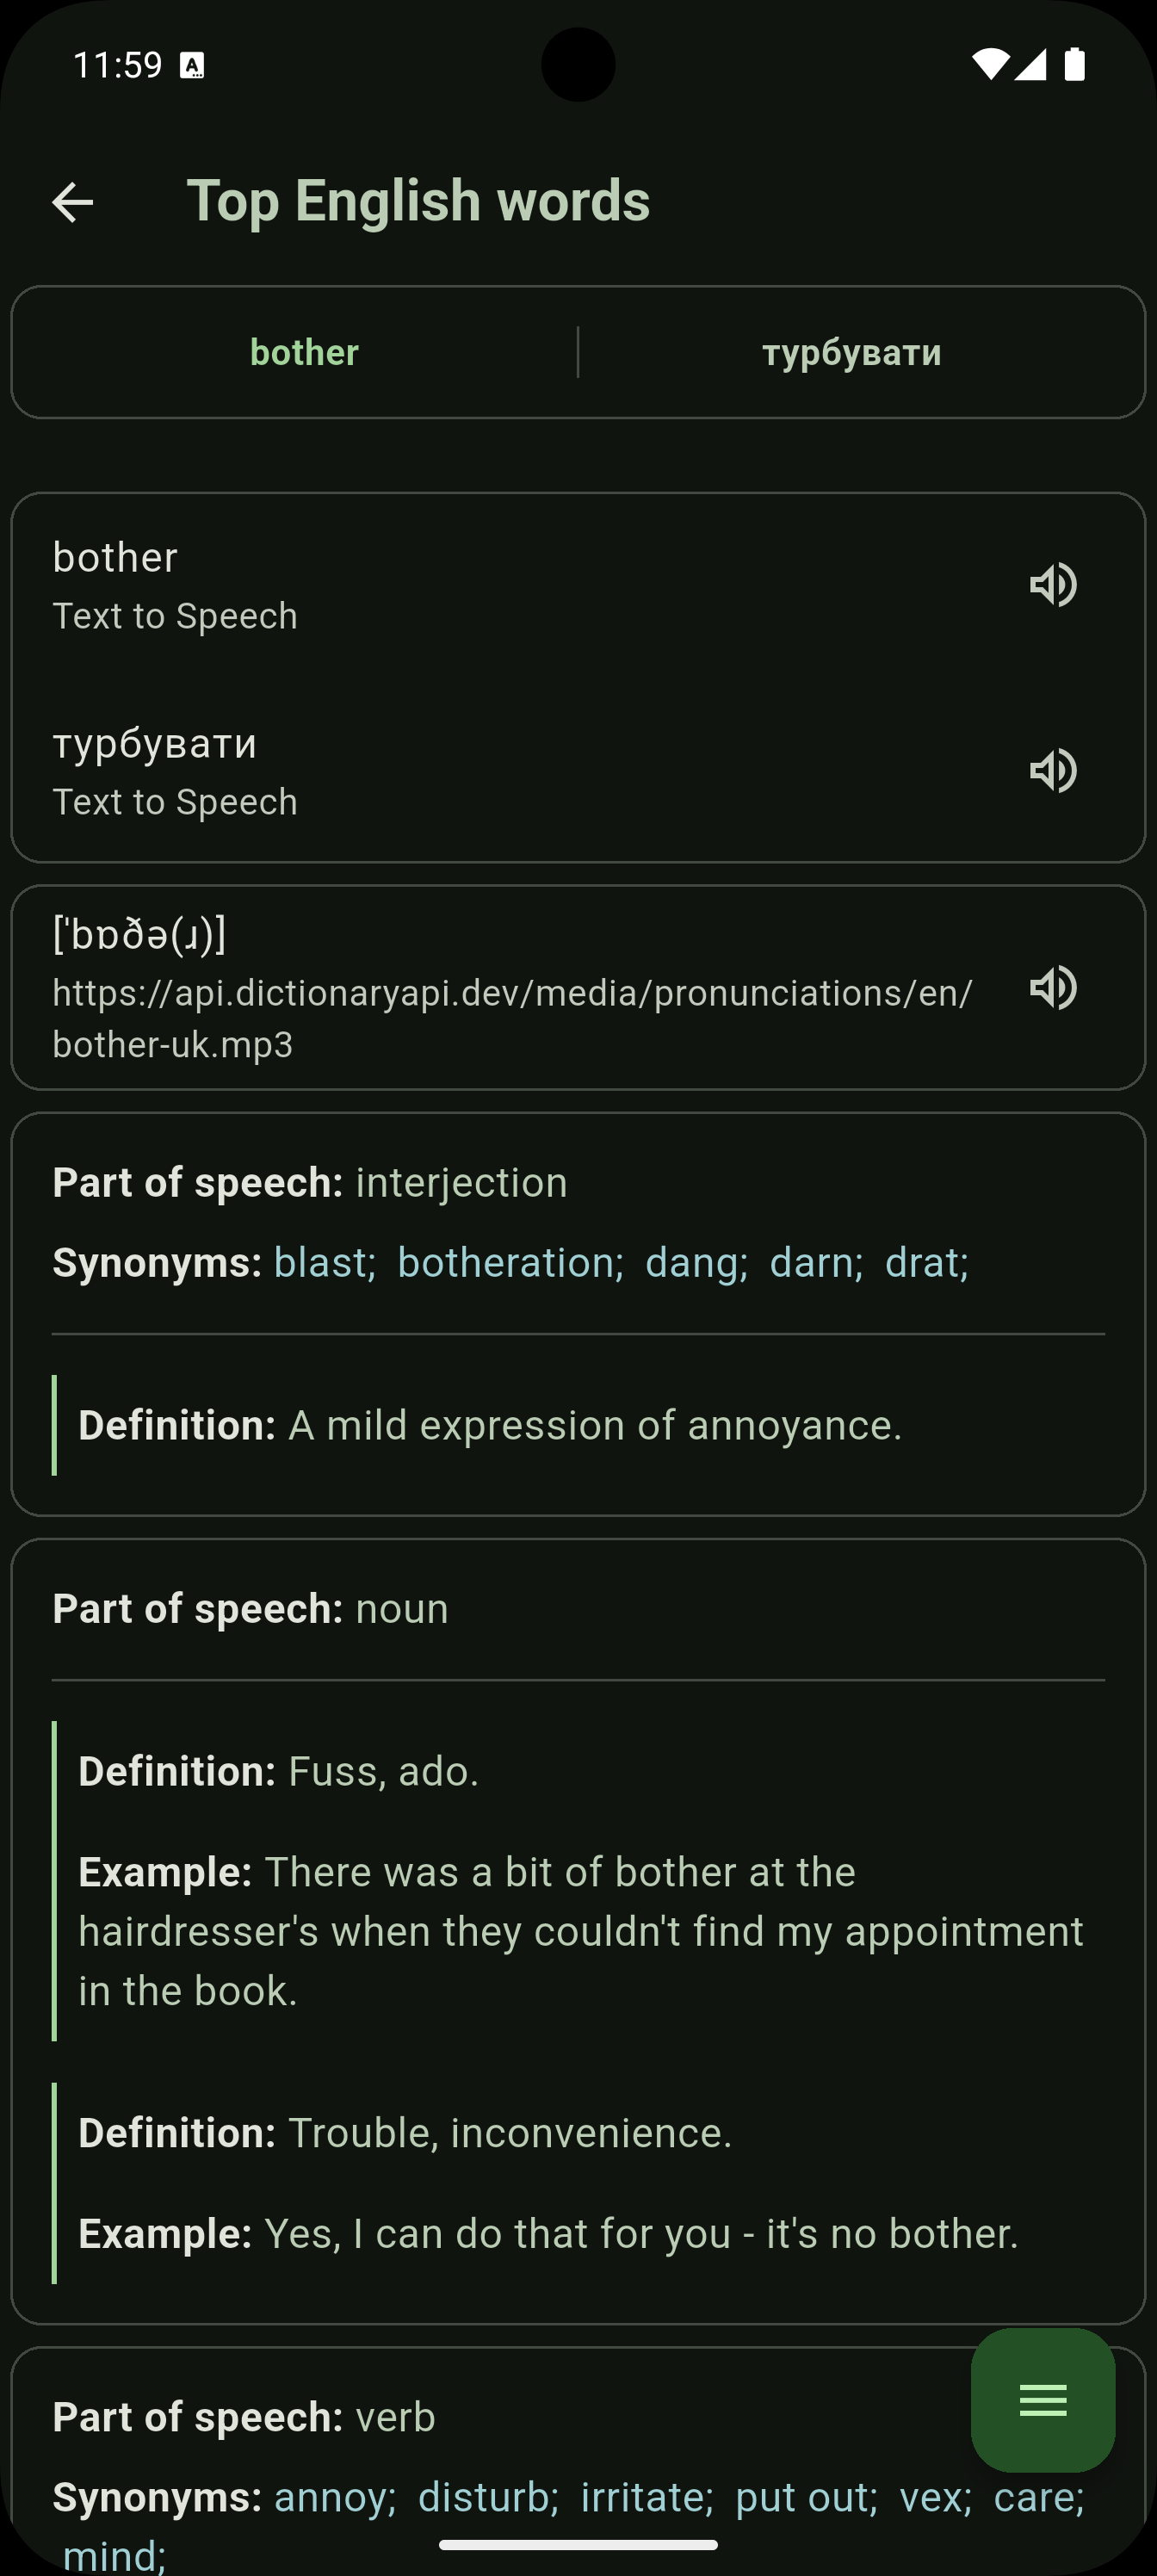 11:59
Top English words
bother
турбувати
bother
Text to Speech
турбувати
Text to Speech
['bɒðə(ɹ)]
https://api.dictionaryapi.dev/media/pronunciations/en/
bother-uk.mp3
Part of speech: interjection
Synonyms: blast; botheration; dang; darn; drat;
Definition: A mild expression of annoyance.
Part of speech: noun
Definition: Fuss, ado.
Example: There was a bit of bother at the
hairdresser's when they couldn't find my appointment
in the book.
Definition: Trouble, inconvenience.
Example: Yes, I can do that for you - it's no bother.
Part of speech: verb
Synonyms: annoy; disturb; irritate; put out; vex; care;
mind;